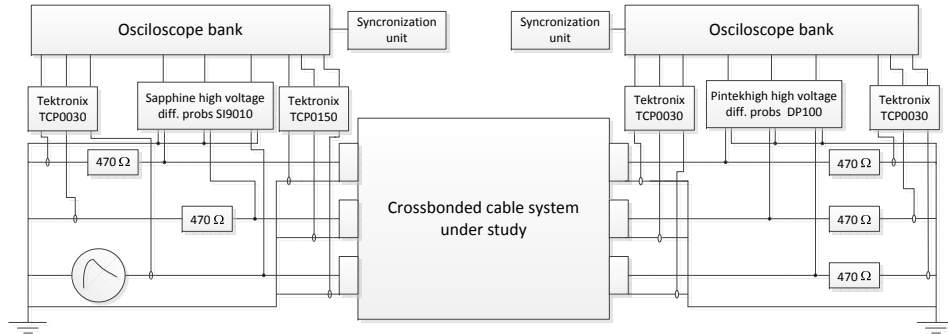 Osciloscope bank
Syncronization
unit
Syncronization
unit
Osciloscope bank
Tektronix
TCP0030
Sapphine high voltage
diff. probs SI9010
Tektronix
TCP0150
Tektronix
TCP0030
Pintekhigh high voltage
diff. probs DP100
Tektronix
TCP0030
470 Ω
470 Ω
Crossbonded cable system
under study
470 Ω
470 Ω
470 Ω